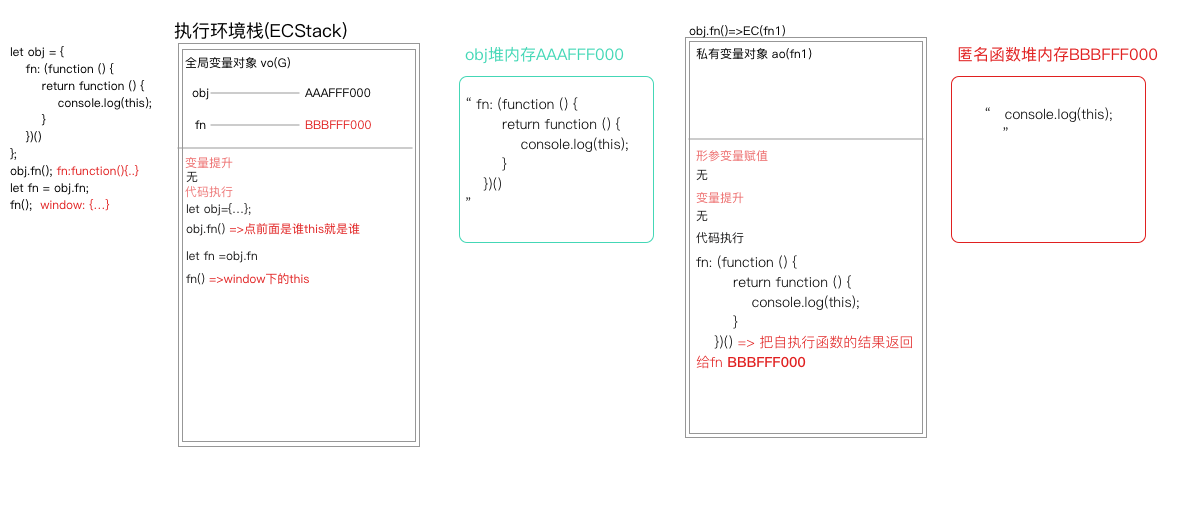 let obj = {
fn: (function () {
return function () {
console.log(this);
}
})()
};
obj.fn(); fn:function(){..}
let fn = obj.fn;
fn(); window: {...}
执行环境栈(ECStack)
全局变量对象 vo(G)
obj AAAFFF000
fn BBBFFF000
变量提升
无
代码执行
let obj={...};
obj.fn() =>点前面是谁this就是谁
let fn =obj.fn
fn() =>window下的this
obj堆内存AAAFFF000
“ fn: (function () {
return function () {
console.log(this);
}
})()
”
obj.fn()=>EC(fn1)
私有变量对象 ao(fn1)
形参变量赋值
无
变量提升
无
代码执行
fn: (function () {
return function () {
console.log(this);
}
})() => 把自执行函数的结果返回
给fn BBBFFF000
匿名函数堆内存BBBFFF000
“ console.log(this);
”